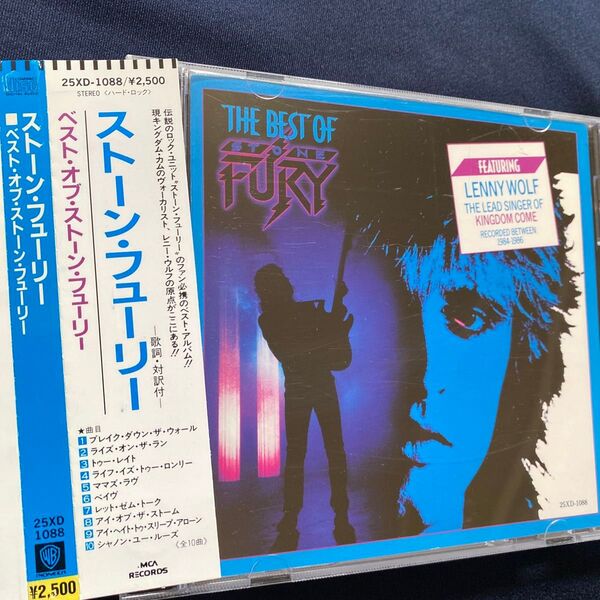 COMPACT
disc
DIGITAL AUDIO
ストーン・フューリー
■ベスト・オブ・ストーン・フューリー
25XD
1088
WB
PIONEER
¥2,500
25XD-1088/¥2,500
STEREO 〈ハード・ロック〉
伝説のロック・ユニット“ストーン・フューリー”のファン必携のベスト・アルバム!!
現キングダム・カムのヴォーカリスト、レニー・ウルフの原点がここにある!!
ストーン・フューリー
ベスト・オブ・ストーン・フューリー
—歌詞・対訳付—
★曲目
1 ブレイク・ダウン・ザ・ウォール
2 ライズ・オン・ザ・ラン
3 トゥー・レイト
4 ライフ・イズ・トゥー・ロンリー
5 ママズ・ラヴ
6 ベイヴ
7 レット・ゼム・トーク
8 アイ・オブ・ザ・ストーム
9 アイ・ヘイト・トゥ・スリープ・アローン
10 シャノン・ユー・ルーズ
〈全10曲〉
MCA
RECORDS
THE BEST OF
STONE
FURY
FEATURING
LENNY WOLF
THE LEAD SINGER OF
KINGDOM COME
RECORDED BETWEEN
1984-1986
25XD-1088